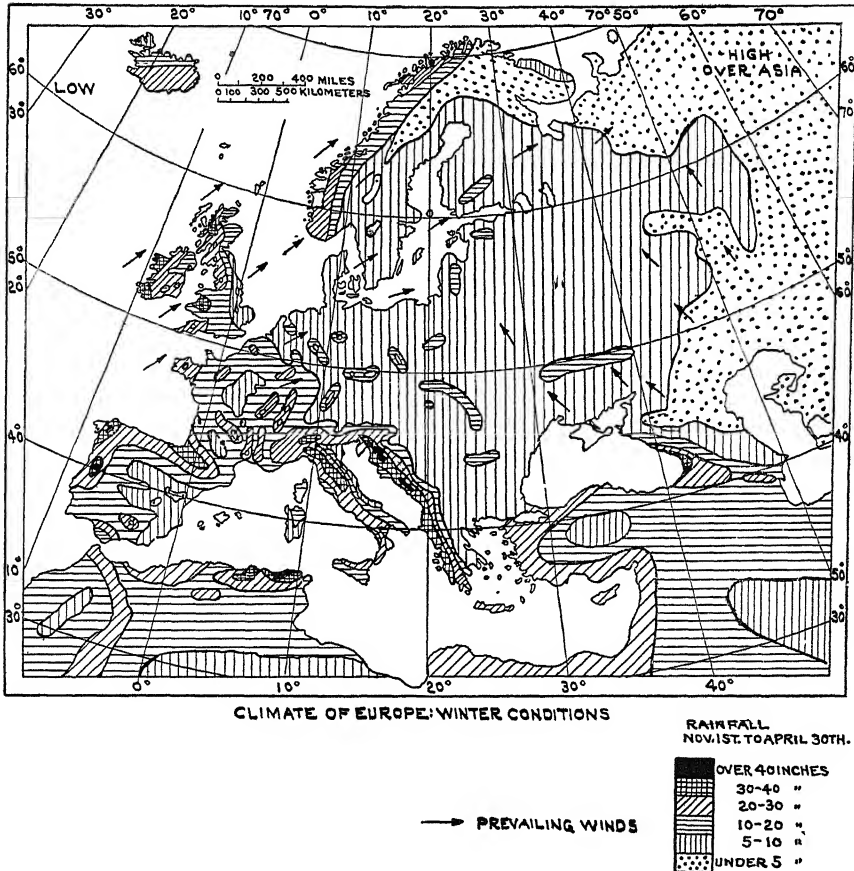 30° 20° 10° 70° 0° 10° 20° 30° 40° 70° 50° 60° 70°
HIGH
OVER ASIA
LOW
0 200 400 MILES
0 100 300 500 KILOMETERS
60° 60°
30° 70°
50° 50°
20° 60°
40° 40°
10° 50°
30° 30°
0° 10° 20° 30° 40°
CLIMATE OF EUROPE: WINTER CONDITIONS
RAINFALL
NOV. 1ST. TO APRIL 30TH.
OVER 40 INCHES
30-40 "
20-30 "
10-20 "
5-10 "
UNDER 5 "
PREVAILING WINDS